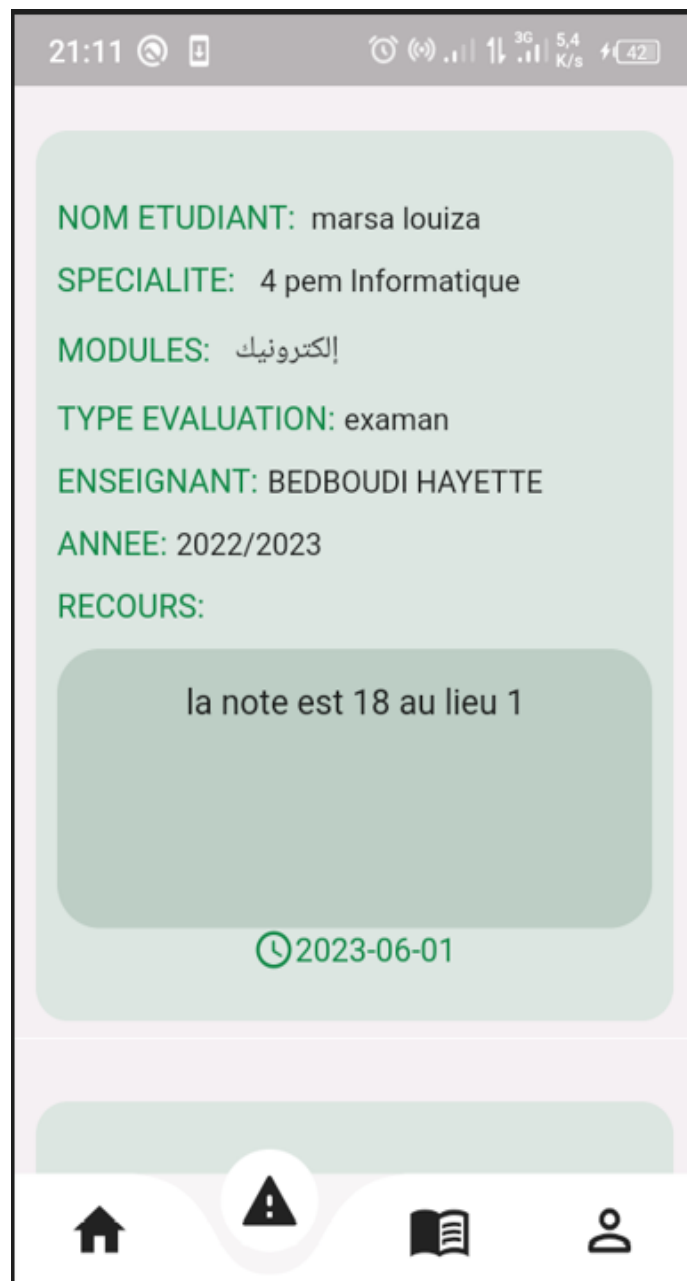 21:11 3G 5,4 K/s 42
NOM ETUDIANT: marsa louiza
SPECIALITE: 4 pem Informatique
MODULES: إلكترونيك
TYPE EVALUATION: examan
ENSEIGNANT: BEDBOUDI HAYETTE
ANNEE: 2022/2023
RECOURS:
la note est 18 au lieu 1
2023-06-01